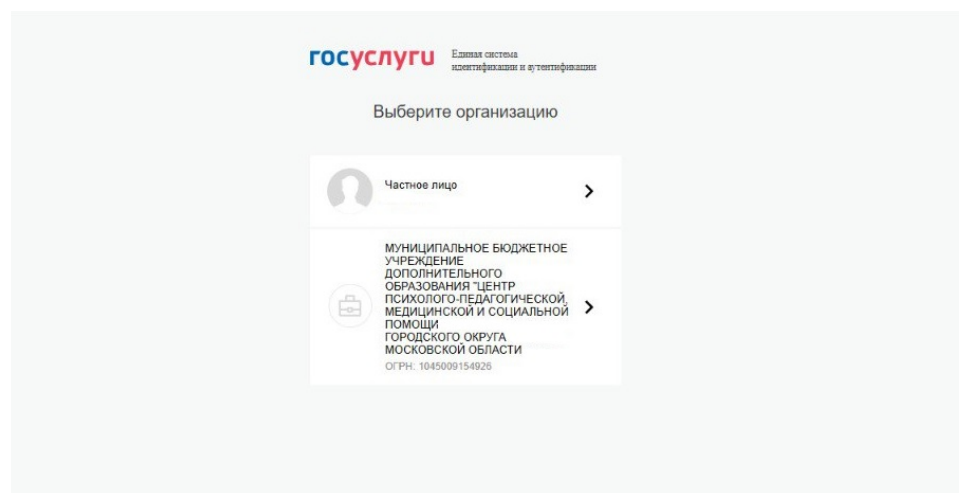 госуслуги
Единая система
идентификации и аутентификации
Выберите организацию
Частное лицо
МУНИЦИПАЛЬНОЕ БЮДЖЕТНОЕ
УЧРЕЖДЕНИЕ
ДОПОЛНИТЕЛЬНОГО
ОБРАЗОВАНИЯ "ЦЕНТР
ПСИХОЛОГО-ПЕДАГОГИЧЕСКОЙ,
МЕДИЦИНСКОЙ И СОЦИАЛЬНОЙ
ПОМОЩИ
ГОРОДСКОГО ОКРУГА
МОСКОВСКОЙ ОБЛАСТИ
ОГРН: 1045009154926